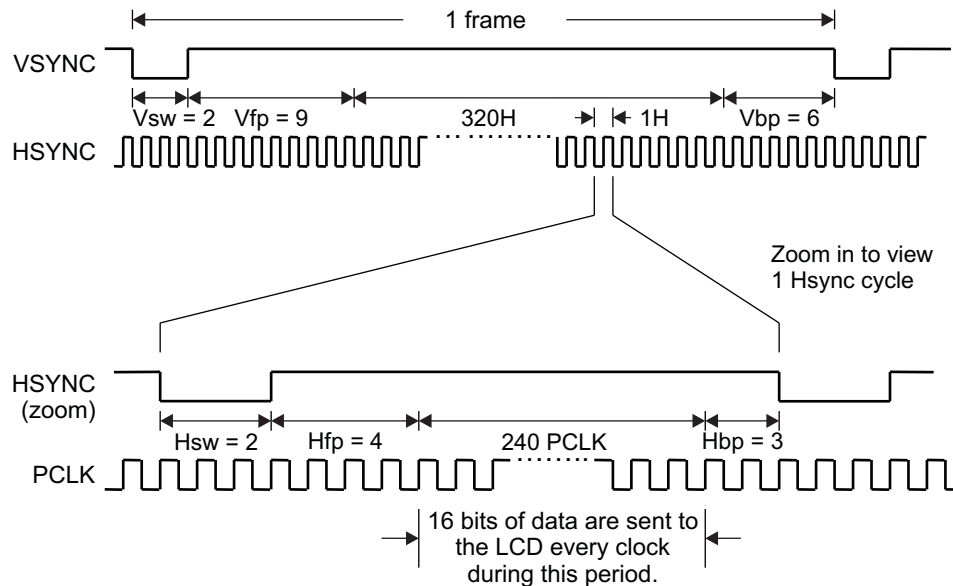 1 frame
VSYNC
Vsw = 2 Vfp = 9 320H 1H Vbp = 6
HSYNC
Zoom in to view
1 Hsync cycle
HSYNC
(zoom)
Hsw = 2 Hfp = 4 240 PCLK Hbp = 3
PCLK
16 bits of data are sent to
the LCD every clock
during this period.